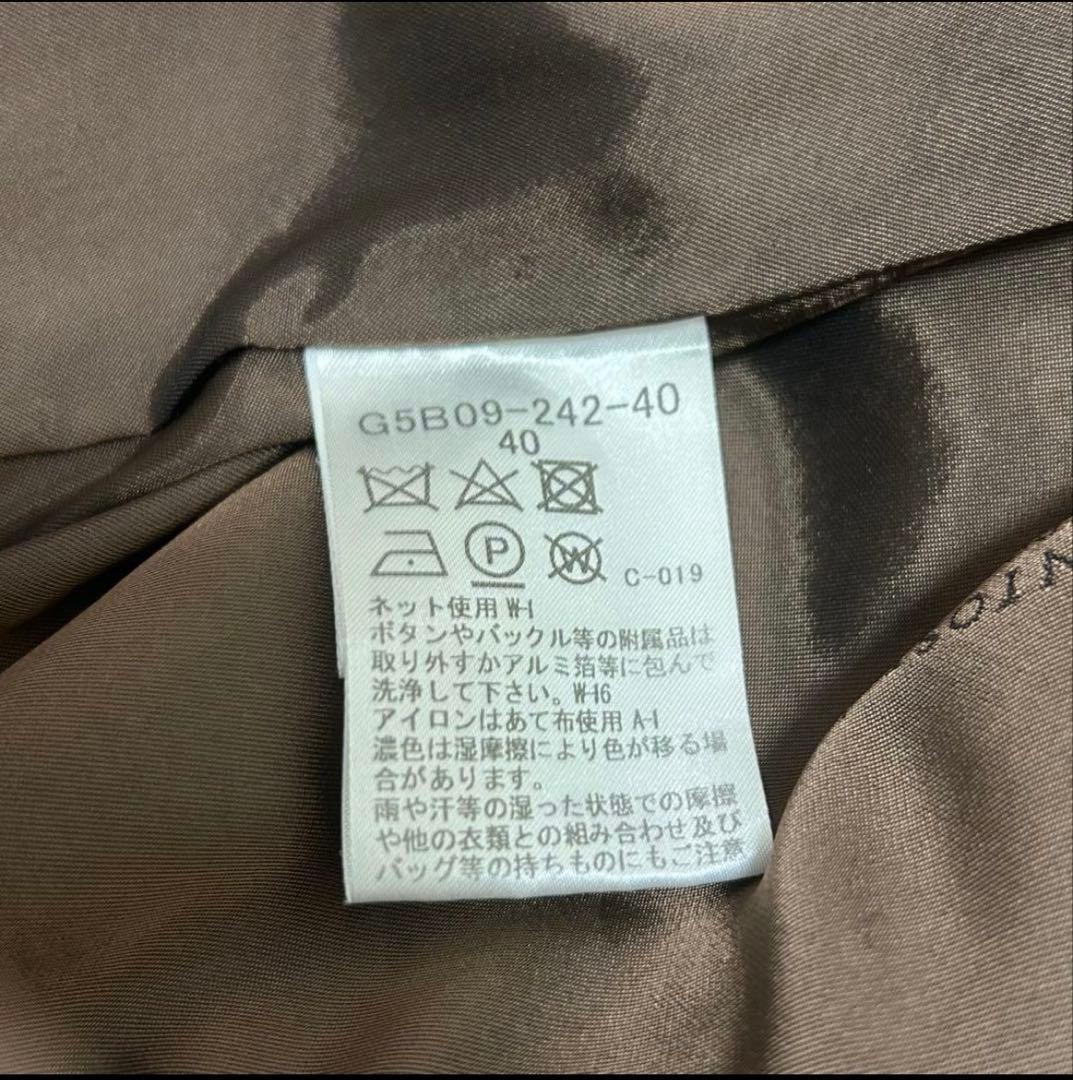 G5B09-242-40
40
P W C-019
ネット使用 W-1
ボタンやバックル等の附属品は
取り外すかアルミ箔等に包んで
洗浄して下さい。W-16
アイロンはあて布使用 A-1
濃色は湿摩擦により色が移る場
合があります。
雨や汗等の湿った状態での摩擦
や他の衣類との組み合わせ及び
バッグ等の持ちものにもご注意